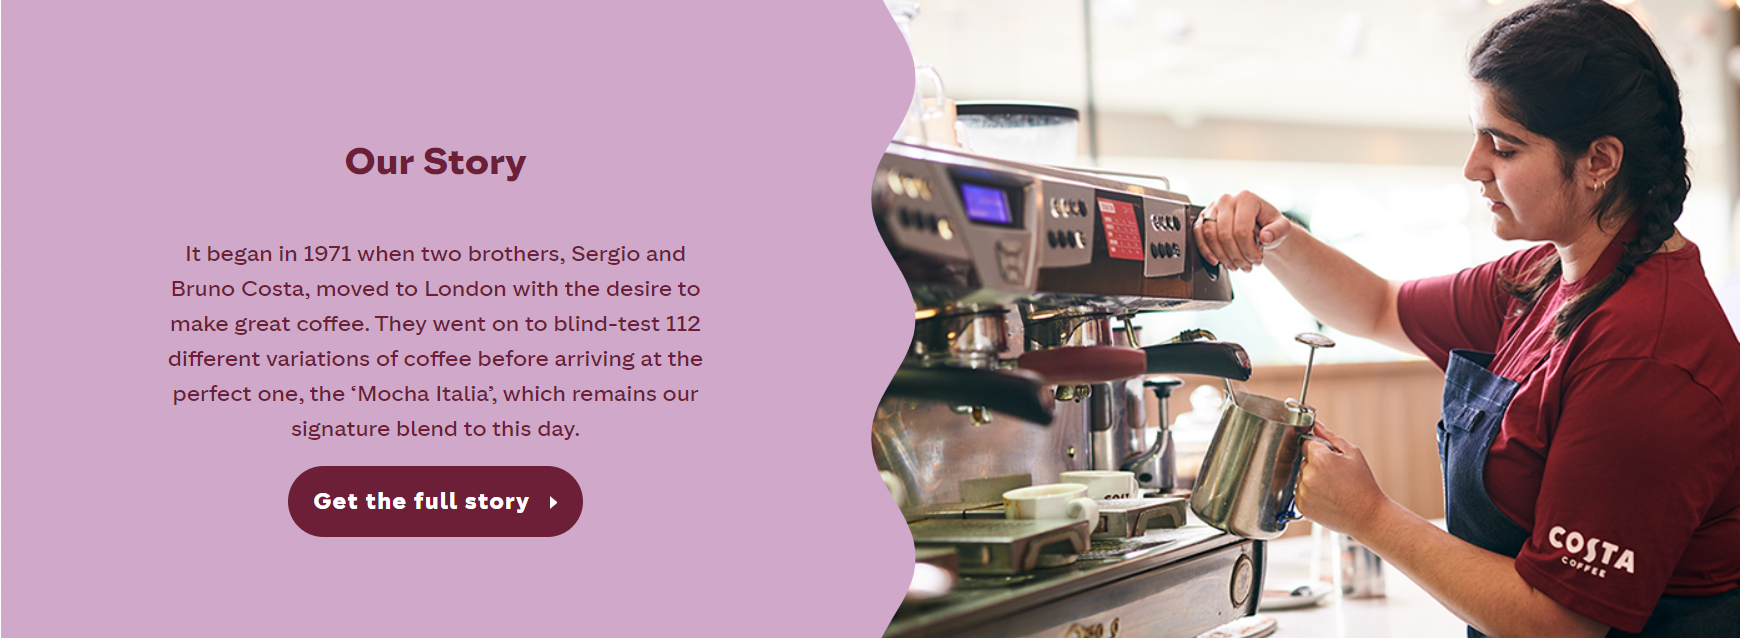 Our Story
It began in 1971 when two brothers, Sergio and
Bruno Costa, moved to London with the desire to
make great coffee. They went on to blind-test 112
different variations of coffee before arriving at the
perfect one, the ‘Mocha Italia’, which remains our
signature blend to this day.
Get the full story
COSTA
COFFEE